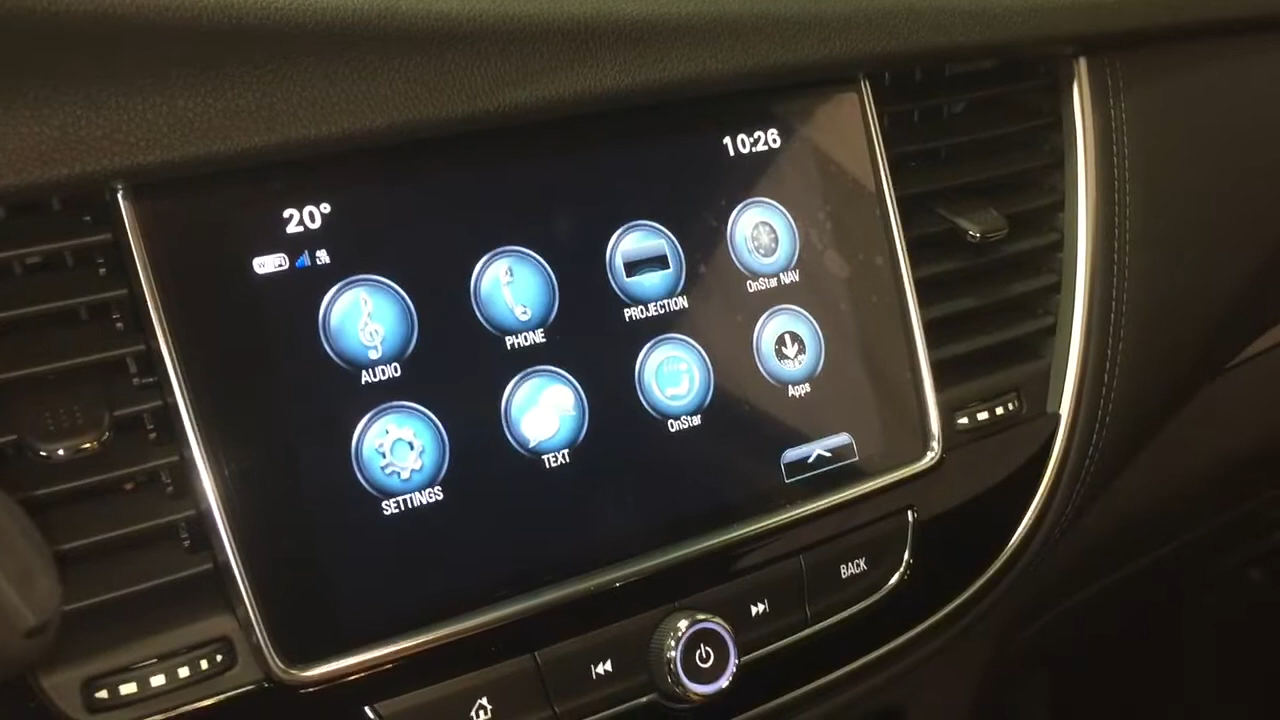 10:26
20°
WiFi 4G LTE
AUDIO
PHONE
PROJECTION
OnStar NAV
SETTINGS
TEXT
OnStar
Apps
BACK